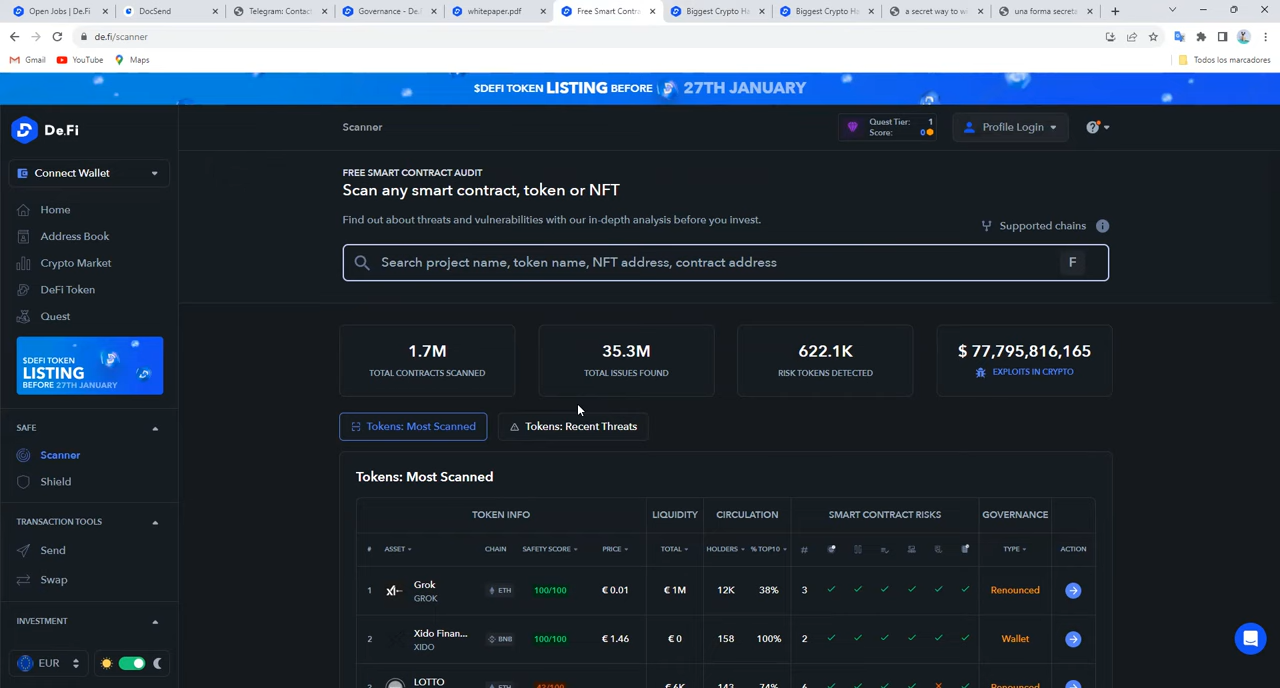 Open Jobs | De.Fi
DocSend
Telegram: Contac
Governance - De.
whitepaper.pdf
Free Smart Contra
Biggest Crypto Ha
Biggest Crypto Ha
a secret way to w
una forma secreta
de.fi/scanner
Gmail
YouTube
Maps
Todos los marcadores
$DEFI TOKEN LISTING BEFORE 27TH JANUARY
De.Fi
Scanner
Quest Tier: 1
Score: 0
Profile Login
?
Connect Wallet
Home
Address Book
Crypto Market
DeFi Token
Quest
$DEFI TOKEN
LISTING
BEFORE 27TH JANUARY
SAFE
Scanner
Shield
TRANSACTION TOOLS
Send
Swap
INVESTMENT
EUR
FREE SMART CONTRACT AUDIT
Scan any smart contract, token or NFT
Find out about threats and vulnerabilities with our in-depth analysis before you invest.
Supported chains
Search project name, token name, NFT address, contract address
F
1.7M
TOTAL CONTRACTS SCANNED
35.3M
TOTAL ISSUES FOUND
622.1K
RISK TOKENS DETECTED
$ 77,795,816,165
EXPLOITS IN CRYPTO
Tokens: Most Scanned
Tokens: Recent Threats
Tokens: Most Scanned
TOKEN INFO LIQUIDITY CIRCULATION SMART CONTRACT RISKS GOVERNANCE
# ASSET CHAIN SAFETY SCORE PRICE TOTAL HOLDERS % TOP10 # TYPE ACTION
1 Grok ETH 100/100 € 0.01 € 1M 12K 38% 3 Renounced
GROK
2 Xido Finan... BNB 100/100 € 1.46 € 0 158 100% 2 Wallet
XIDO
LOTTO